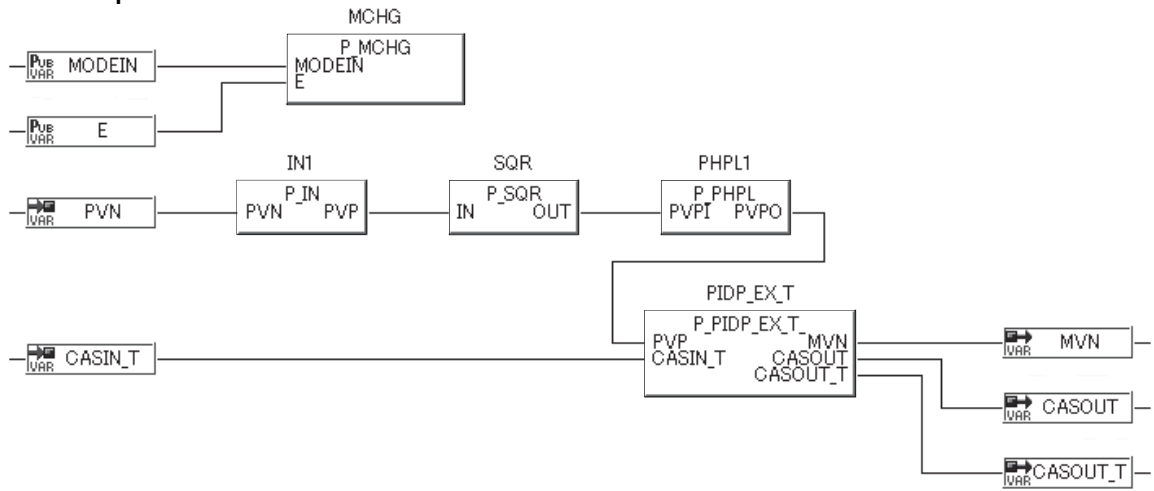 MCHG
P_MCHG
MODEIN
E
PUB VAR MODEIN
PUB VAR E
IN1
P_IN
PVN PVP
SQR
P_SQR
IN OUT
PHPL1
P_PHPL
PVPI PVPO
VAR PVN
PIDP_EX_T
P_PIDP_EX_T_
PVP MVN
CASIN_T CASOUT
CASOUT_T
VAR CASIN_T
VAR MVN
VAR CASOUT
VAR CASOUT_T